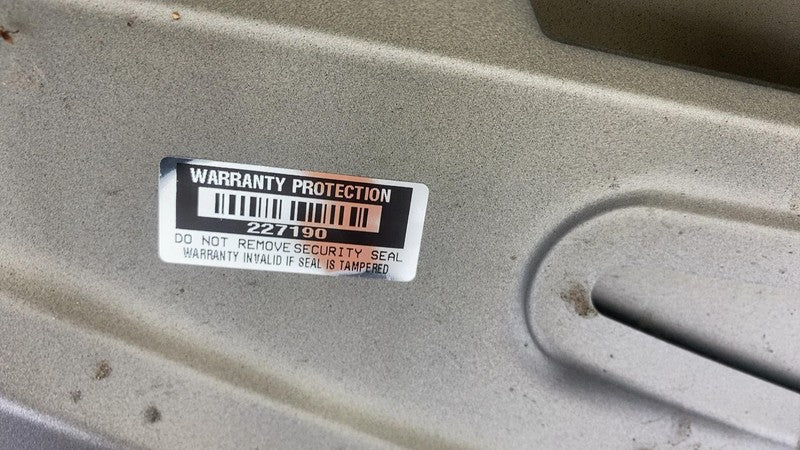 WARRANTY PROTECTION
227190
DO NOT REMOVE SECURITY SEAL
WARRANTY INVALID IF SEAL IS TAMPERED